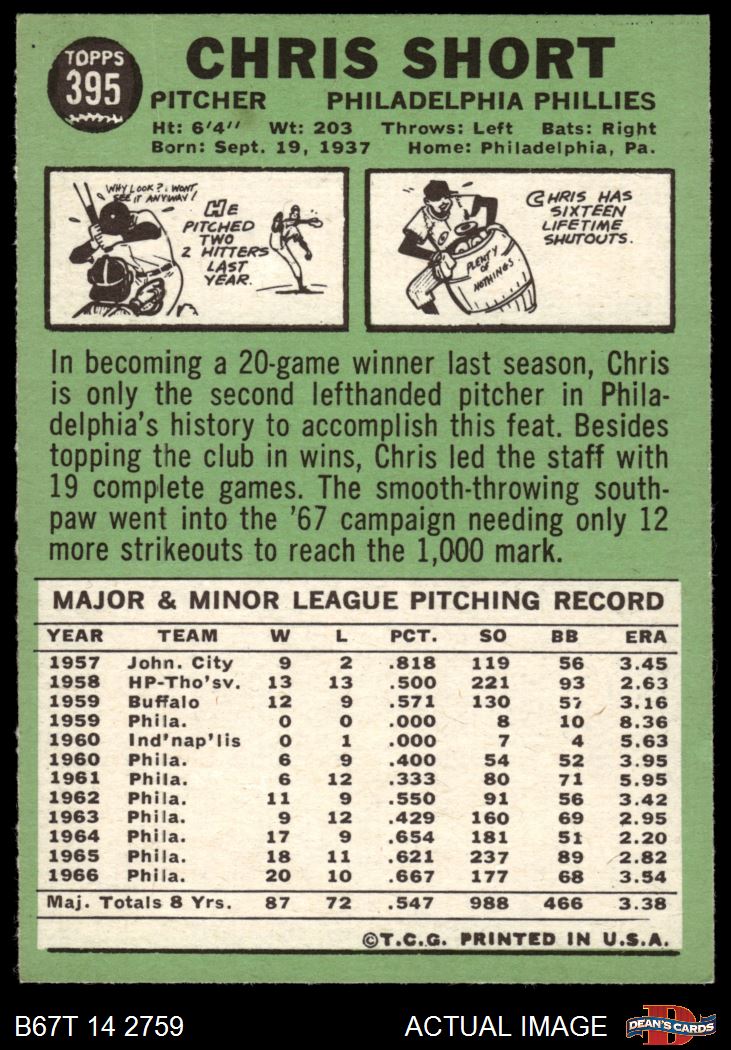 TOPPS
395
CHRIS SHORT
PITCHER PHILADELPHIA PHILLIES
Ht: 6'4" Wt: 203 Throws: Left Bats: Right
Born: Sept. 19, 1937 Home: Philadelphia, Pa.
WHY LOOK? I WON'T
SEE IT ANYWAY!
HE
PITCHED
TWO
2 HITTERS
LAST
YEAR.
PLENTY
OF
NOTHINGS
CHRIS HAS
SIXTEEN
LIFETIME
SHUTOUTS.
In becoming a 20-game winner last season, Chris
is only the second lefthanded pitcher in Phila-
delphia's history to accomplish this feat. Besides
topping the club in wins, Chris led the staff with
19 complete games. The smooth-throwing south-
paw went into the '67 campaign needing only 12
more strikeouts to reach the 1,000 mark.
MAJOR & MINOR LEAGUE PITCHING RECORD
YEAR TEAM W L PCT. SO BB ERA
1957 John. City 9 2 .818 119 56 3.45
1958 HP-Tho'sv. 13 13 .500 221 93 2.63
1959 Buffalo 12 9 .571 130 57 3.16
1959 Phila. 0 0 .000 8 10 8.36
1960 Ind'nap'lis 0 1 .000 7 4 5.63
1960 Phila. 6 9 .400 54 52 3.95
1961 Phila. 6 12 .333 80 71 5.95
1962 Phila. 11 9 .550 91 56 3.42
1963 Phila. 9 12 .429 160 69 2.95
1964 Phila. 17 9 .654 181 51 2.20
1965 Phila. 18 11 .621 237 89 2.82
1966 Phila. 20 10 .667 177 68 3.54
Maj. Totals 8 Yrs. 87 72 .547 988 466 3.38
©T.C.G. PRINTED IN U.S.A.
B67T 14 2759 ACTUAL IMAGE
DEAN'S CARDS